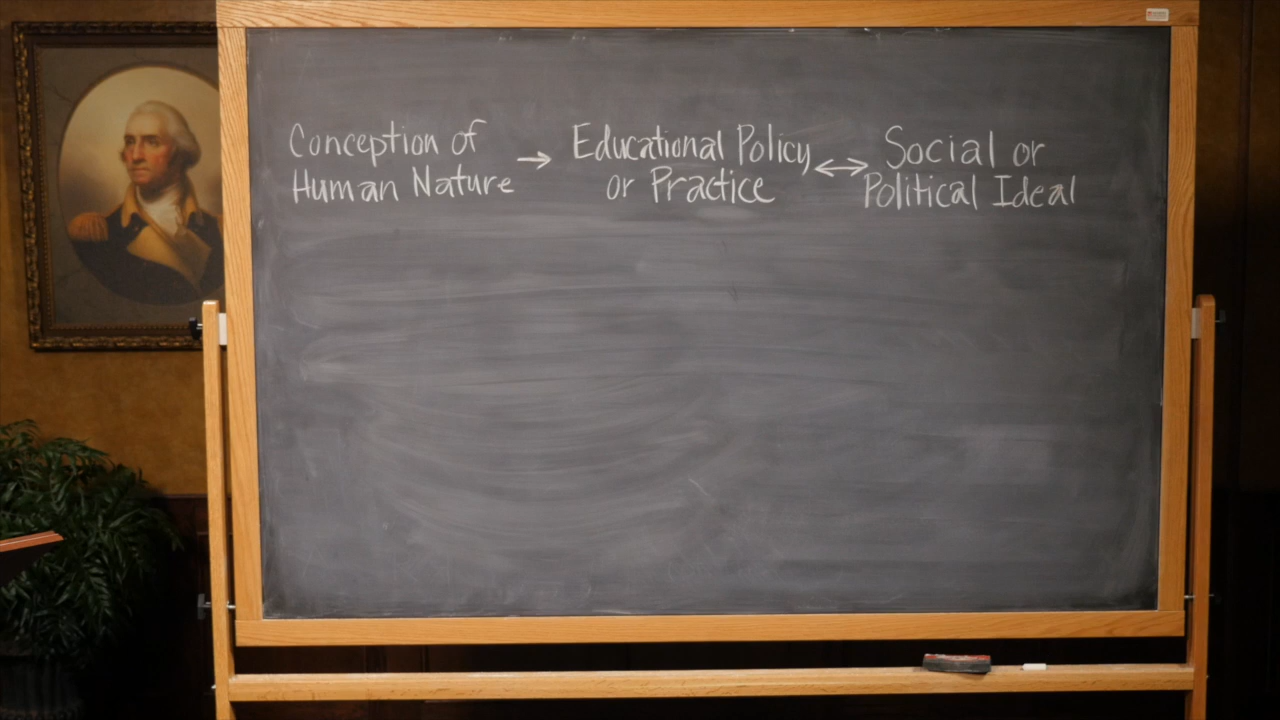 Conception of
Human Nature
→
Educational Policy
or Practice
↔
Social or
Political Ideal